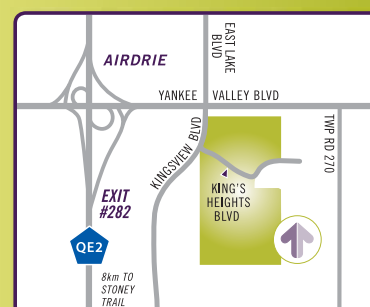 EAST LAKE
BLVD
AIRDRIE
YANKEE VALLEY BLVD
KINGSVIEW BLVD
TWP RD 270
KING'S
HEIGHTS
BLVD
EXIT
#282
QE2
8km TO
STONEY
TRAIL